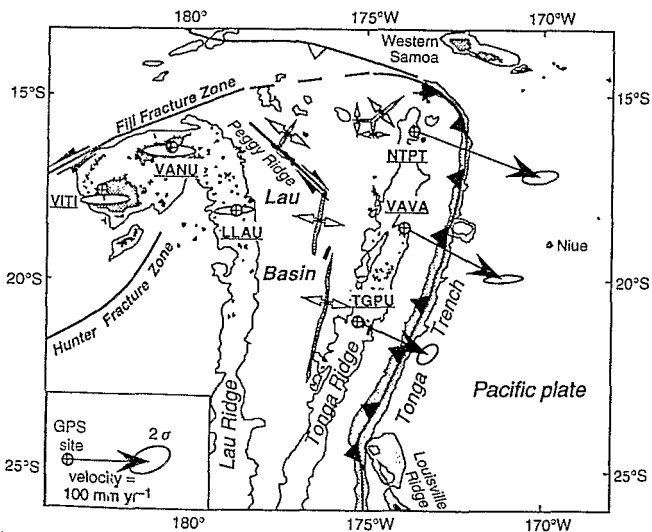 180°
175°W
170°W
Western
Samoa
15°S
15°S
Fill Fracture Zone
Peggy Ridge
NTPT
VANU
VITI
Lau
VAVA
LLAU
Niue
20°S
Basin
20°S
Hunter Fracture Zone
TGPU
Tonga Trench
Pacific plate
Lau Ridge
Tonga Ridge
GPS
site
2 σ
velocity =
100 mm yr⁻¹
25°S
Louisville
Ridge
25°S
180°
175°W
170°W